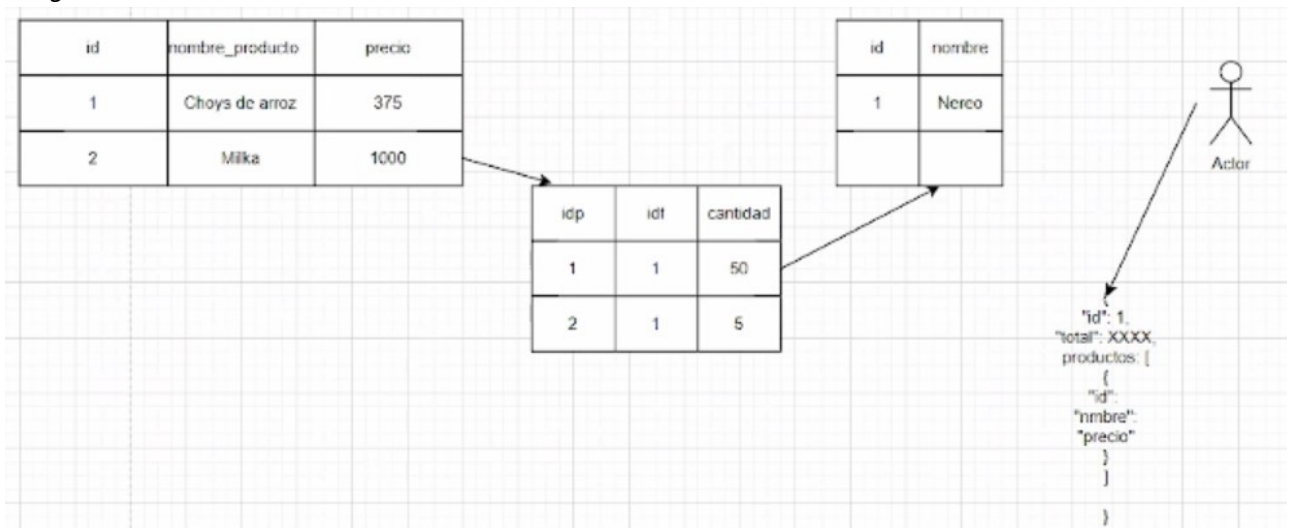 id nombre_producto precio
1 Choys de arroz 375
2 Milka 1000
id nombre
1 Nereo
idp idf cantidad
1 1 50
2 1 5
Actor
{
"id": 1,
"total": XXXX,
productos: [
{
"id":
"nmbre":
"precio"
}
]
}